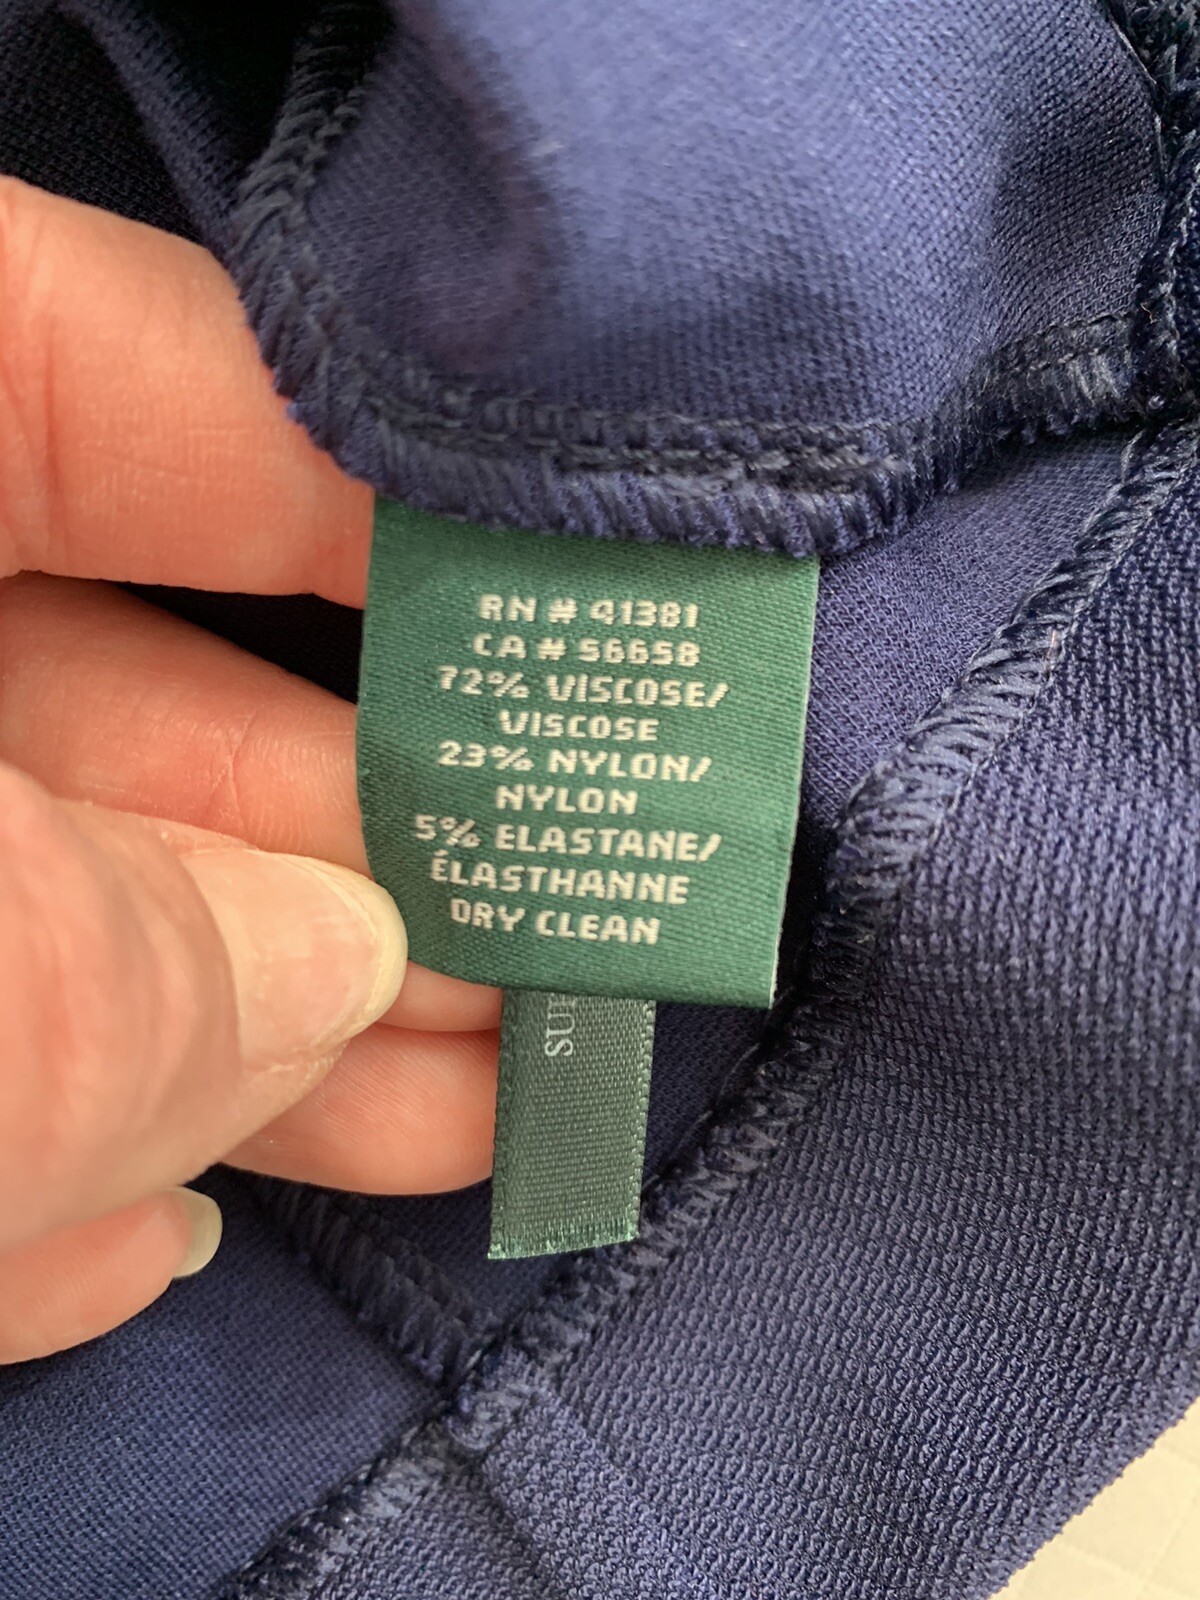 RN # 41381
CA # 56658
72% VISCOSE/
VISCOSE
23% NYLON/
NYLON
5% ELASTANE/
ÉLASTHANNE
DRY CLEAN